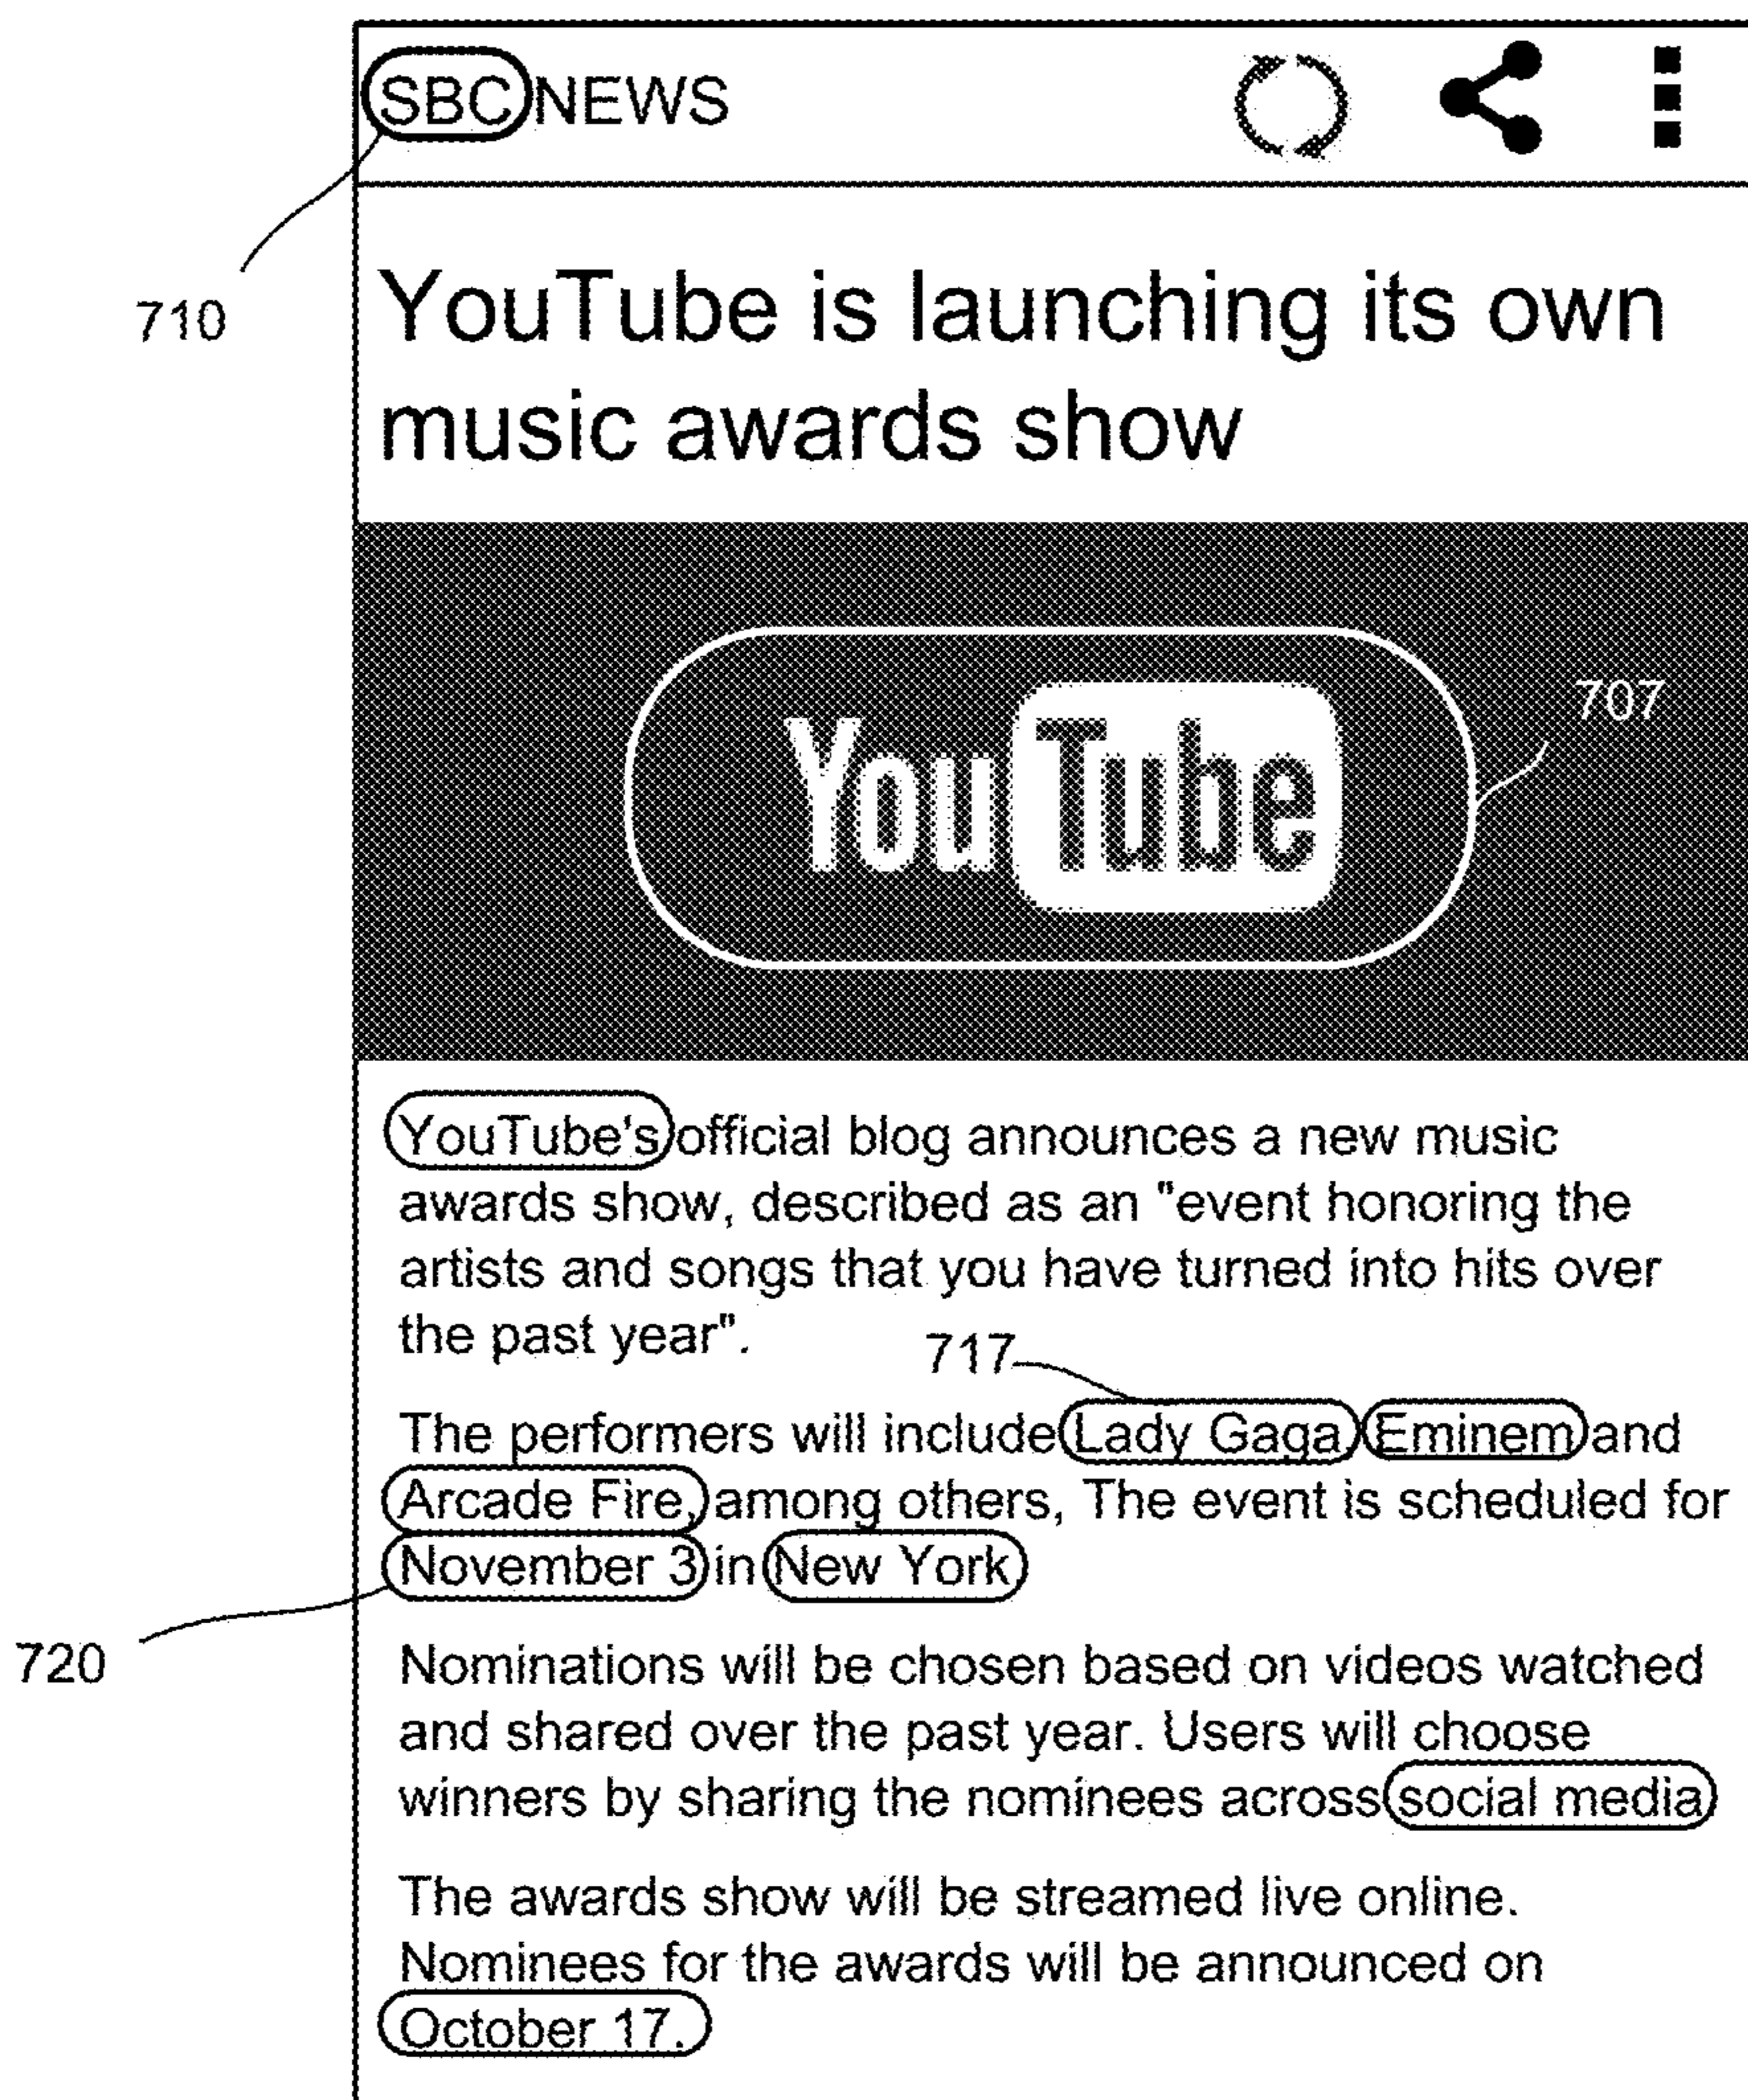 SBC NEWS
710
YouTube is launching its own
music awards show
707
YouTube
YouTube's official blog announces a new music
awards show, described as an "event honoring the
artists and songs that you have turned into hits over
the past year".
717
The performers will include Lady Gaga, Eminem and
Arcade Fire, among others, The event is scheduled for
November 3 in New York
720
Nominations will be chosen based on videos watched
and shared over the past year. Users will choose
winners by sharing the nominees across social media
The awards show will be streamed live online.
Nominees for the awards will be announced on
October 17.